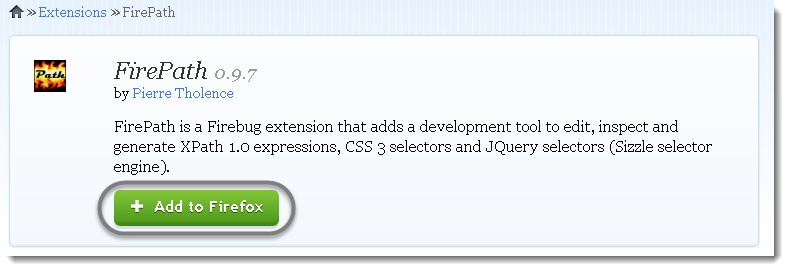 » Extensions » FirePath
Path
FirePath 0.9.7
by Pierre Tholence
FirePath is a Firebug extension that adds a development tool to edit, inspect and
generate XPath 1.0 expressions, CSS 3 selectors and JQuery selectors (Sizzle selector
engine).
+ Add to Firefox